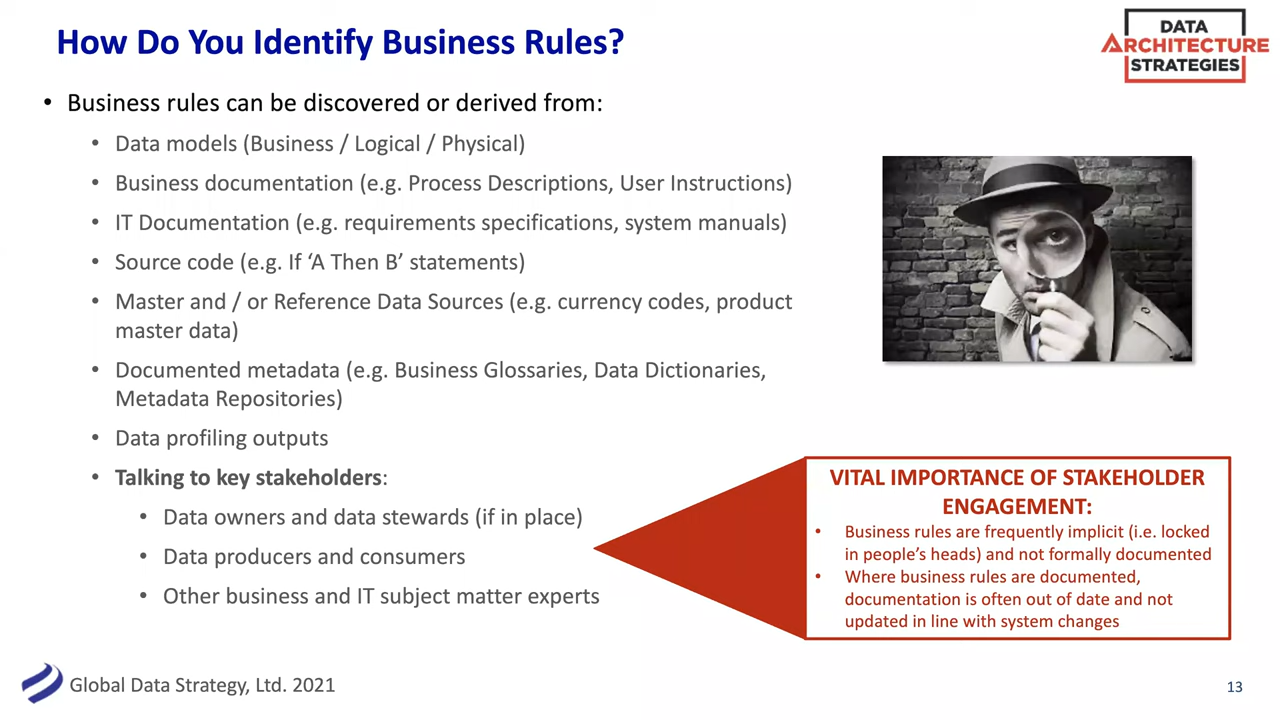 How Do You Identify Business Rules?
DATA
ARCHITECTURE
STRATEGIES
• Business rules can be discovered or derived from:
• Data models (Business / Logical / Physical)
• Business documentation (e.g. Process Descriptions, User Instructions)
• IT Documentation (e.g. requirements specifications, system manuals)
• Source code (e.g. If ‘A Then B’ statements)
• Master and / or Reference Data Sources (e.g. currency codes, product
master data)
• Documented metadata (e.g. Business Glossaries, Data Dictionaries,
Metadata Repositories)
• Data profiling outputs
• Talking to key stakeholders:
• Data owners and data stewards (if in place)
• Data producers and consumers
• Other business and IT subject matter experts
VITAL IMPORTANCE OF STAKEHOLDER
ENGAGEMENT:
• Business rules are frequently implicit (i.e. locked
in people’s heads) and not formally documented
• Where business rules are documented,
documentation is often out of date and not
updated in line with system changes
Global Data Strategy, Ltd. 2021
13